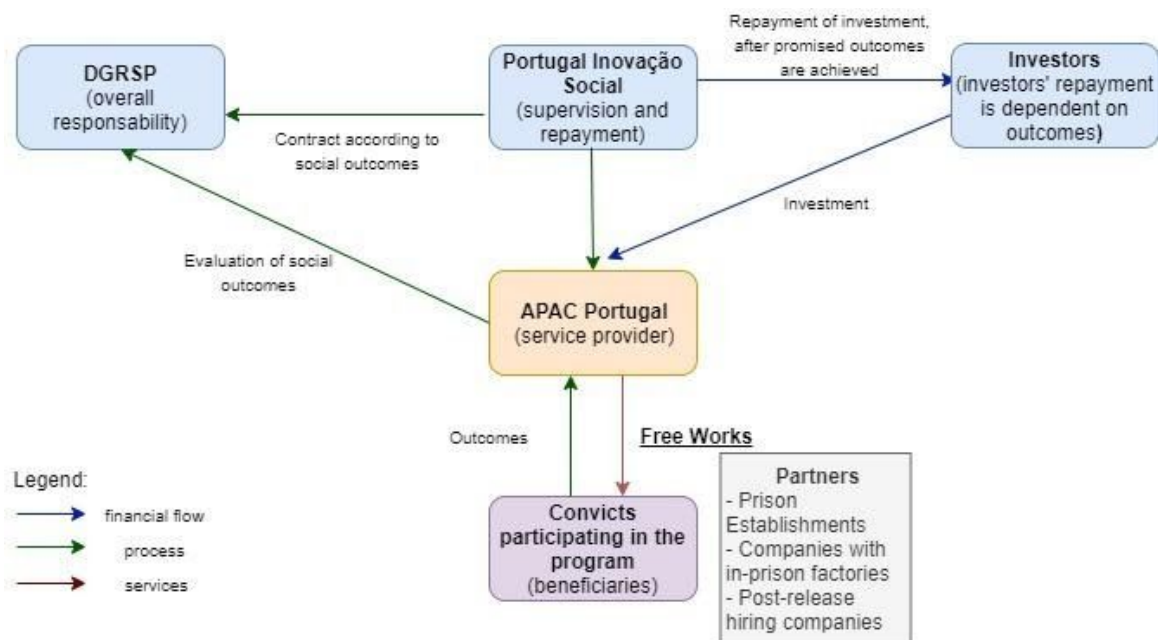 DGRSP
(overall
responsability)
Portugal Inovação
Social
(supervision and
repayment)
Repayment of investment,
after promised outcomes
are achieved
Investors
(investors' repayment
is dependent on
outcomes)
Contract according to
social outcomes
Investment
Evaluation of social
outcomes
APAC Portugal
(service provider)
Outcomes
Free Works
Legend:
financial flow
process
services
Convicts
participating in the
program
(beneficiaries)
Partners
- Prison
Establishments
- Companies with
in-prison factories
- Post-release
hiring companies